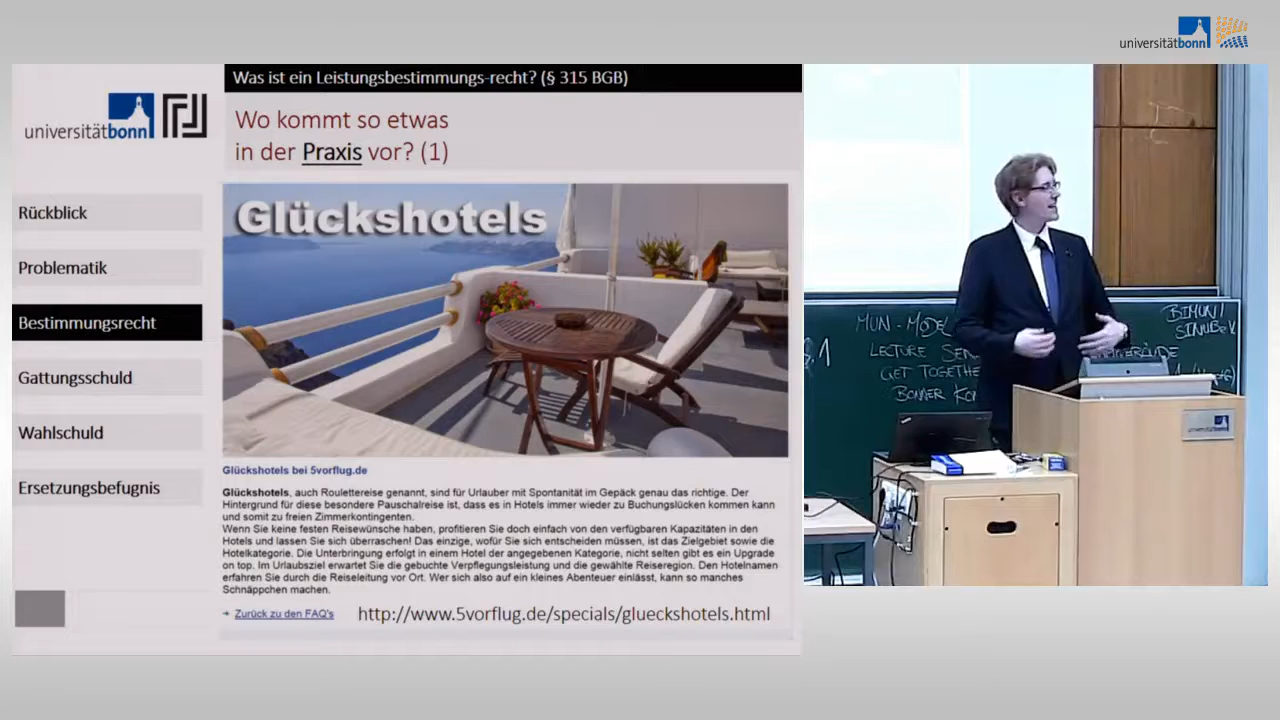 universitätbonn
Was ist ein Leistungsbestimmungs-recht? (§ 315 BGB)
universitätbonn
Wo kommt so etwas
in der Praxis vor? (1)
Rückblick
Problematik
Bestimmungsrecht
Gattungsschuld
Wahlschuld
Ersetzungsbefugnis
Glückshotels
Glückshotels bei 5vorflug.de
Glückshotels, auch Roulettereise genannt, sind für Urlauber mit Spontanität im Gepäck genau das richtige. Der
Hintergrund für diese besondere Pauschalreise ist, dass es in Hotels immer wieder zu Buchungslücken kommen kann
und somit zu freien Zimmerkontingenten.
Wenn Sie keine festen Reisewünsche haben, profitieren Sie doch einfach von den verfügbaren Kapazitäten in den
Hotels und lassen Sie sich überraschen! Das einzige, wofür Sie sich entscheiden müssen, ist das Zielgebiet sowie die
Hotelkategorie. Die Unterbringung erfolgt in einem Hotel der angegebenen Kategorie, nicht selten gibt es ein Upgrade
on top. Im Urlaubsziel erwartet Sie die gebuchte Verpflegungsleistung und die gewählte Reiseregion. Den Hotelnamen
erfahren Sie durch die Reiseleitung vor Ort. Wer sich also auf ein kleines Abenteuer einlässt, kann so manches
Schnäppchen machen.
Zurück zu den FAQ's
http://www.5vorflug.de/specials/glueckshotels.html
MUN - MODEL
LECTURE
GET TOGETHE
BONNER
BIMUN/
SINUB e.V.
universitätbonn